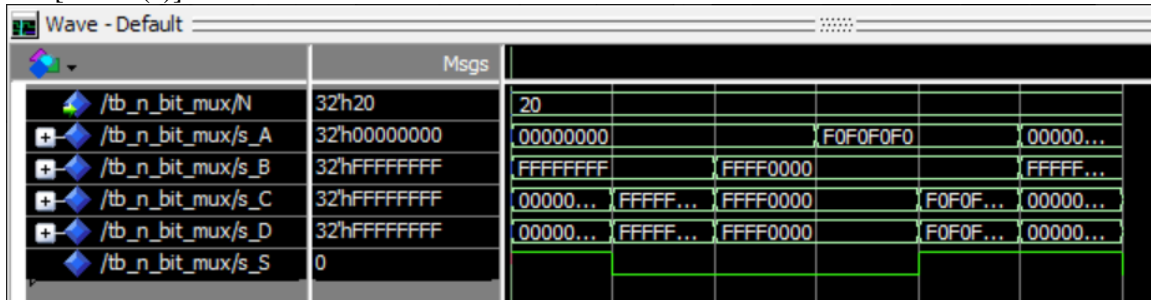 Wave - Default
Msgs
/tb_n_bit_mux/N 32'h20 20
/tb_n_bit_mux/s_A 32'h00000000 00000000 F0F0F0F0 00000...
/tb_n_bit_mux/s_B 32'hFFFFFFFF FFFFFFFF FFFF0000 FFFFF...
/tb_n_bit_mux/s_C 32'hFFFFFFFF 00000... FFFFF... FFFF0000 F0F0F... 00000...
/tb_n_bit_mux/s_D 32'hFFFFFFFF 00000... FFFFF... FFFF0000 F0F0F... 00000...
/tb_n_bit_mux/s_S 0